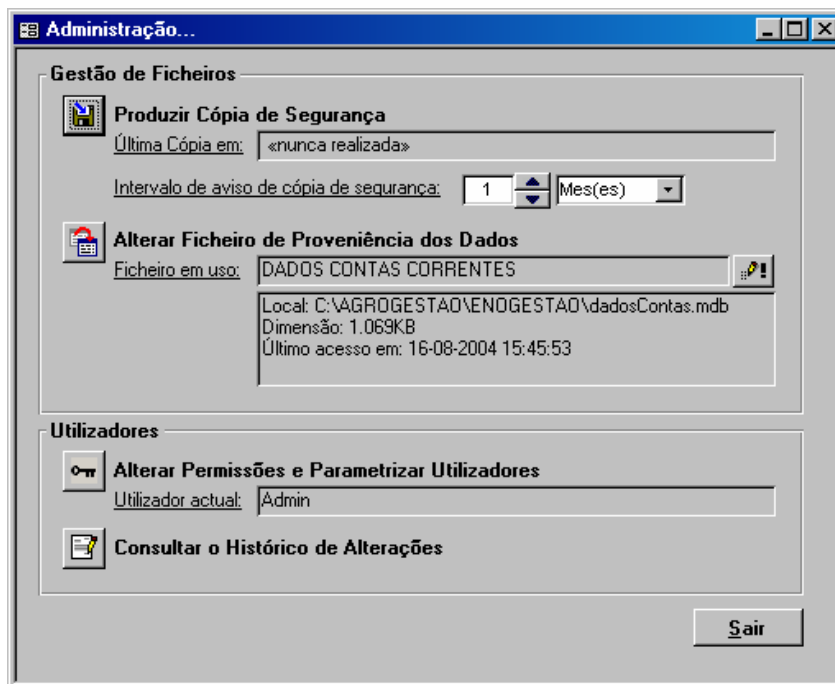 Administração...
Gestão de Ficheiros
Produzir Cópia de Segurança
Última Cópia em: «nunca realizada»
Intervalo de aviso de cópia de segurança: 1 Mes(es)
Alterar Ficheiro de Proveniência dos Dados
Ficheiro em uso: DADOS CONTAS CORRENTES
Local: C:\AGROGESTAO\ENOGESTAO\dadosContas.mdb
Dimensão: 1.069KB
Último acesso em: 16-08-2004 15:45:53
Utilizadores
Alterar Permissões e Parametrizar Utilizadores
Utilizador actual: Admin
Consultar o Histórico de Alterações
Sair